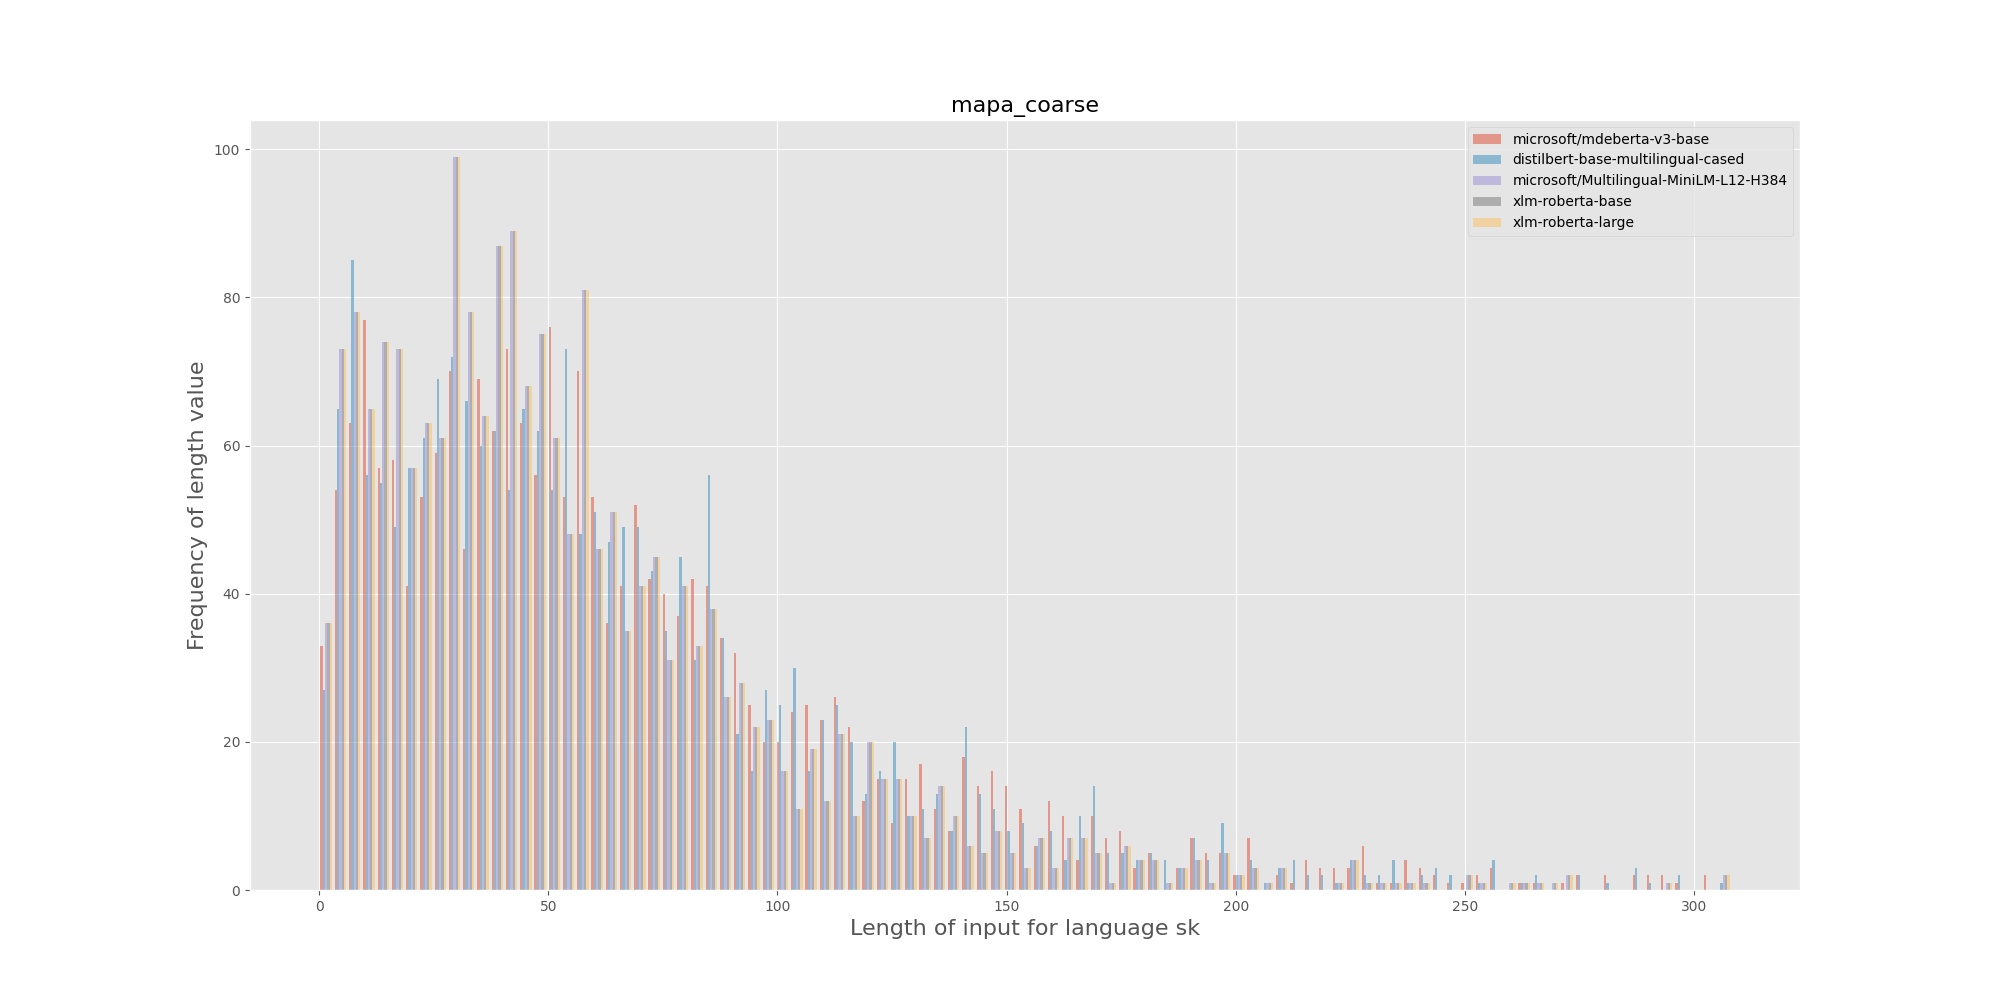 mapa_coarse
microsoft/mdeberta-v3-base
distilbert-base-multilingual-cased
microsoft/Multilingual-MiniLM-L12-H384
xlm-roberta-base
xlm-roberta-large
Frequency of length value
100
80
60
40
20
0
0 50 100 150 200 250 300
Length of input for language sk